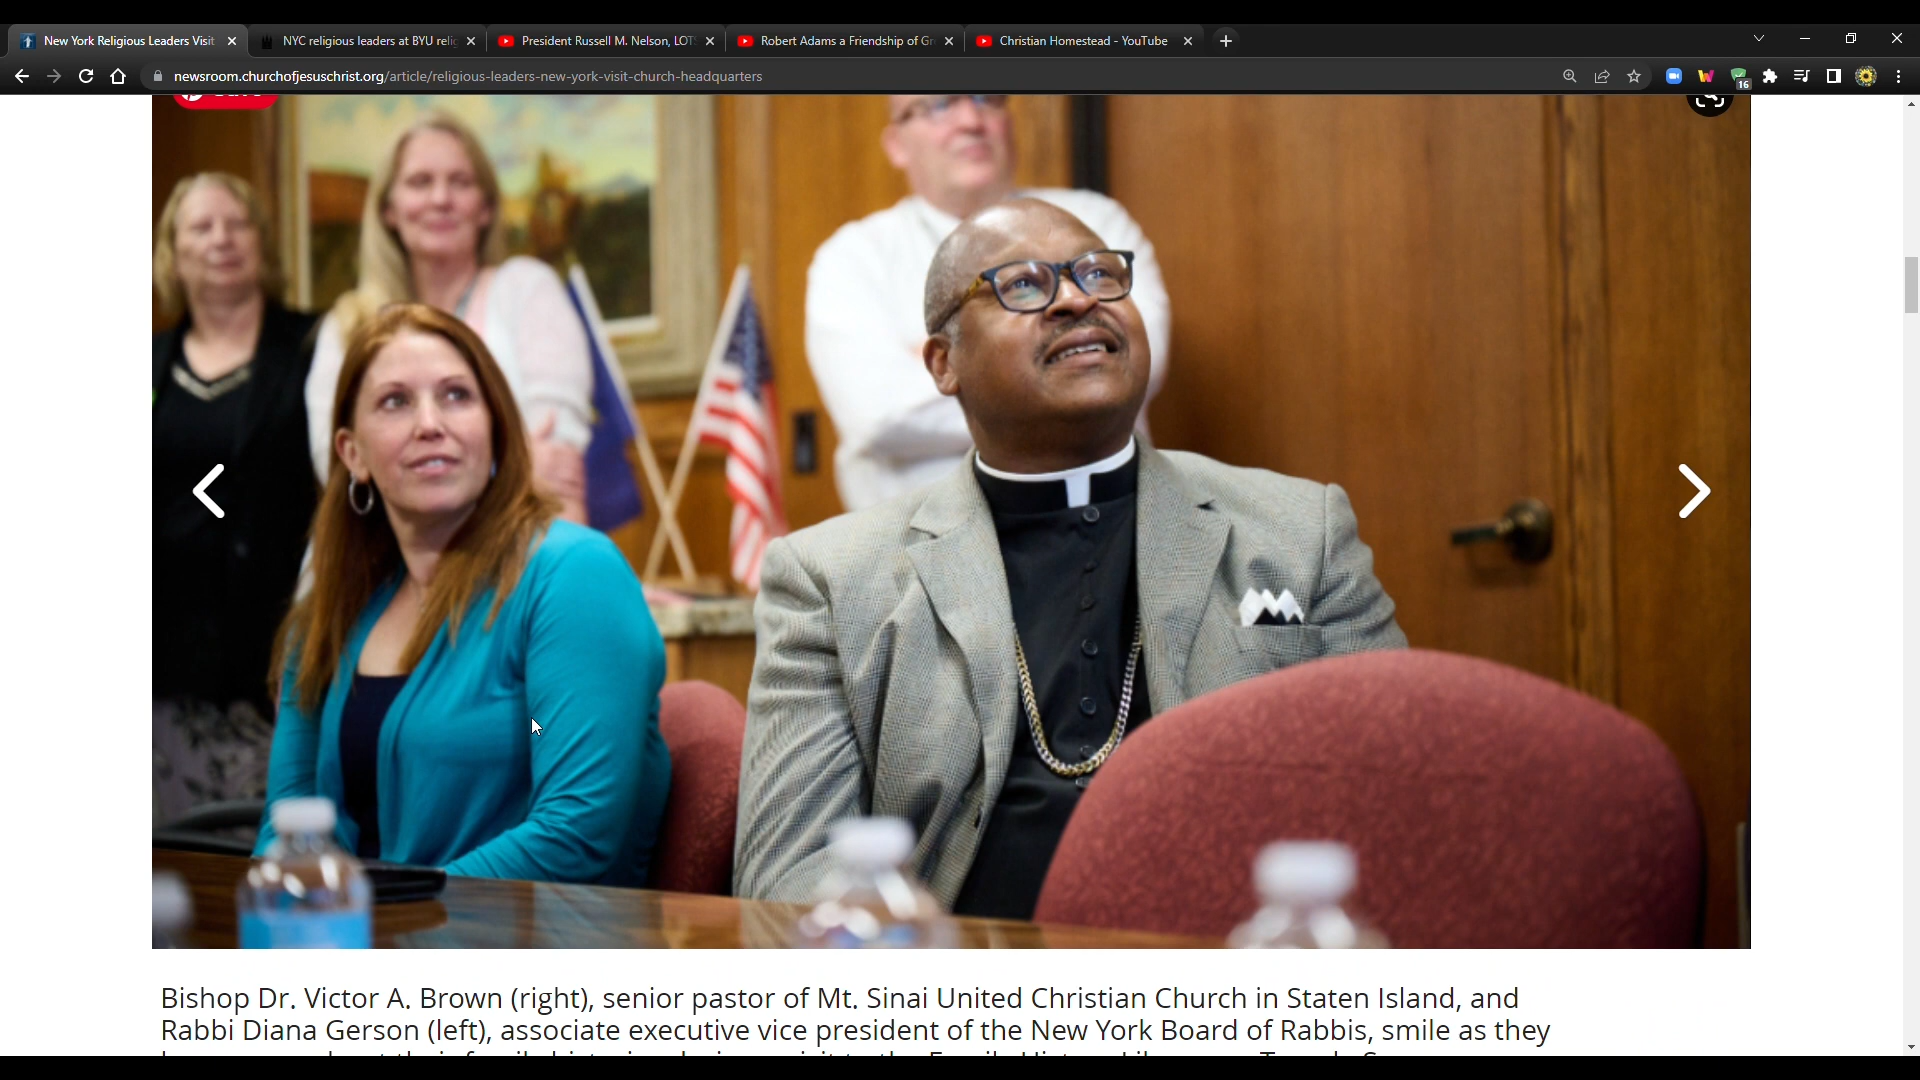 New York Religious Leaders Visit
NYC religious leaders at BYU relig
President Russell M. Nelson, LOTS
Robert Adams a Friendship of Gr
Christian Homestead - YouTube
newsroom.churchofjesuschrist.org/article/religious-leaders-new-york-visit-church-headquarters
16
Bishop Dr. Victor A. Brown (right), senior pastor of Mt. Sinai United Christian Church in Staten Island, and
Rabbi Diana Gerson (left), associate executive vice president of the New York Board of Rabbis, smile as they